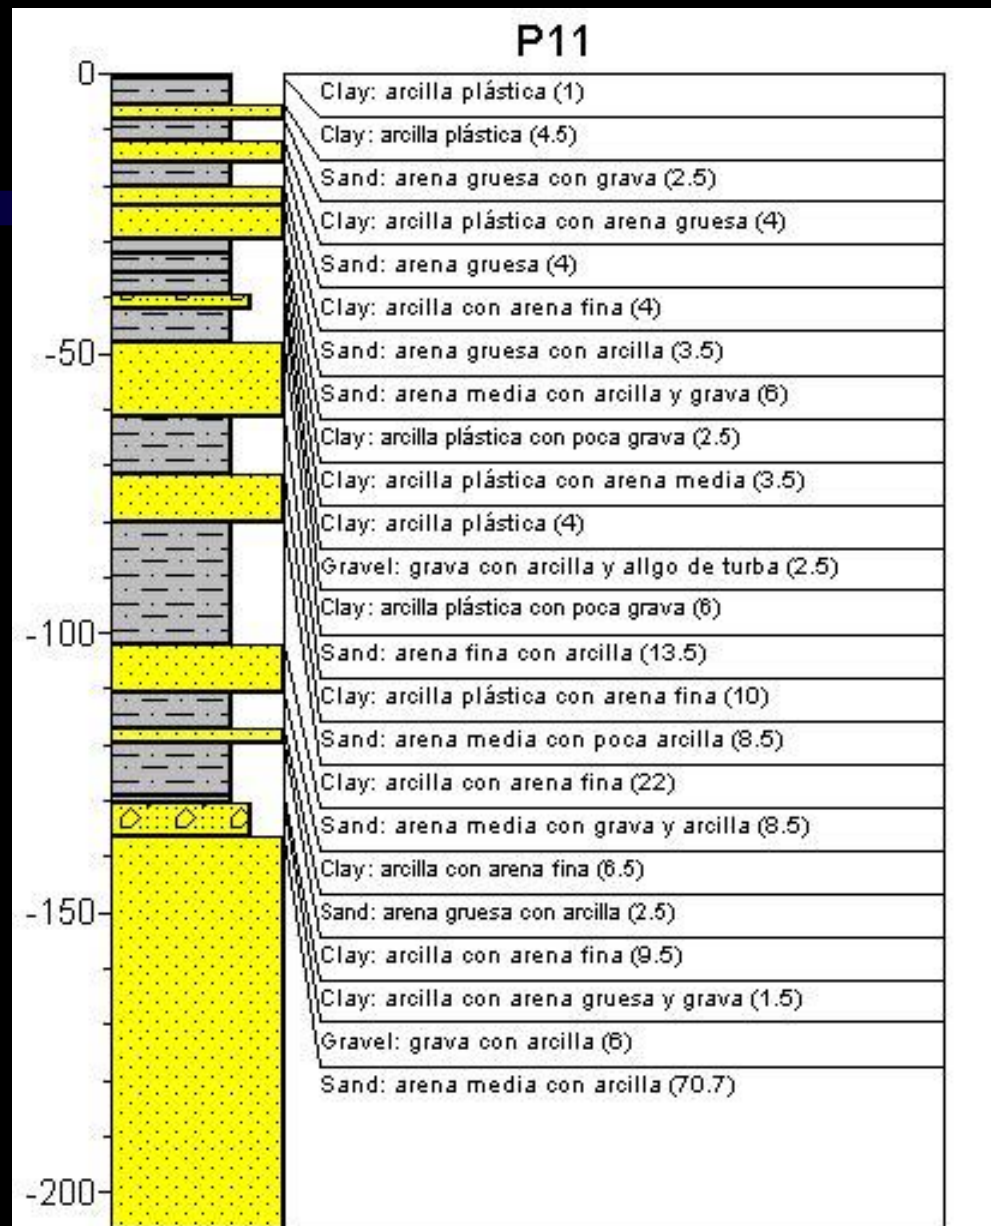 P11
0
Clay: arcilla plástica (1)
Clay: arcilla plástica (4.5)
Sand: arena gruesa con grava (2.5)
Clay: arcilla plástica con arena gruesa (4)
Sand: arena gruesa (4)
Clay: arcilla con arena fina (4)
-50
Sand: arena gruesa con arcilla (3.5)
Sand: arena media con arcilla y grava (6)
Clay: arcilla plástica con poca grava (2.5)
Clay: arcilla plástica con arena media (3.5)
Clay: arcilla plástica (4)
Gravel: grava con arcilla y allgo de turba (2.5)
Clay: arcilla plástica con poca grava (6)
-100
Sand: arena fina con arcilla (13.5)
Clay: arcilla plástica con arena fina (10)
Sand: arena media con poca arcilla (8.5)
Clay: arcilla con arena fina (22)
Sand: arena media con grava y arcilla (8.5)
Clay: arcilla con arena fina (6.5)
-150
Sand: arena gruesa con arcilla (2.5)
Clay: arcilla con arena fina (9.5)
Clay: arcilla con arena gruesa y grava (1.5)
Gravel: grava con arcilla (6)
Sand: arena media con arcilla (70.7)
-200